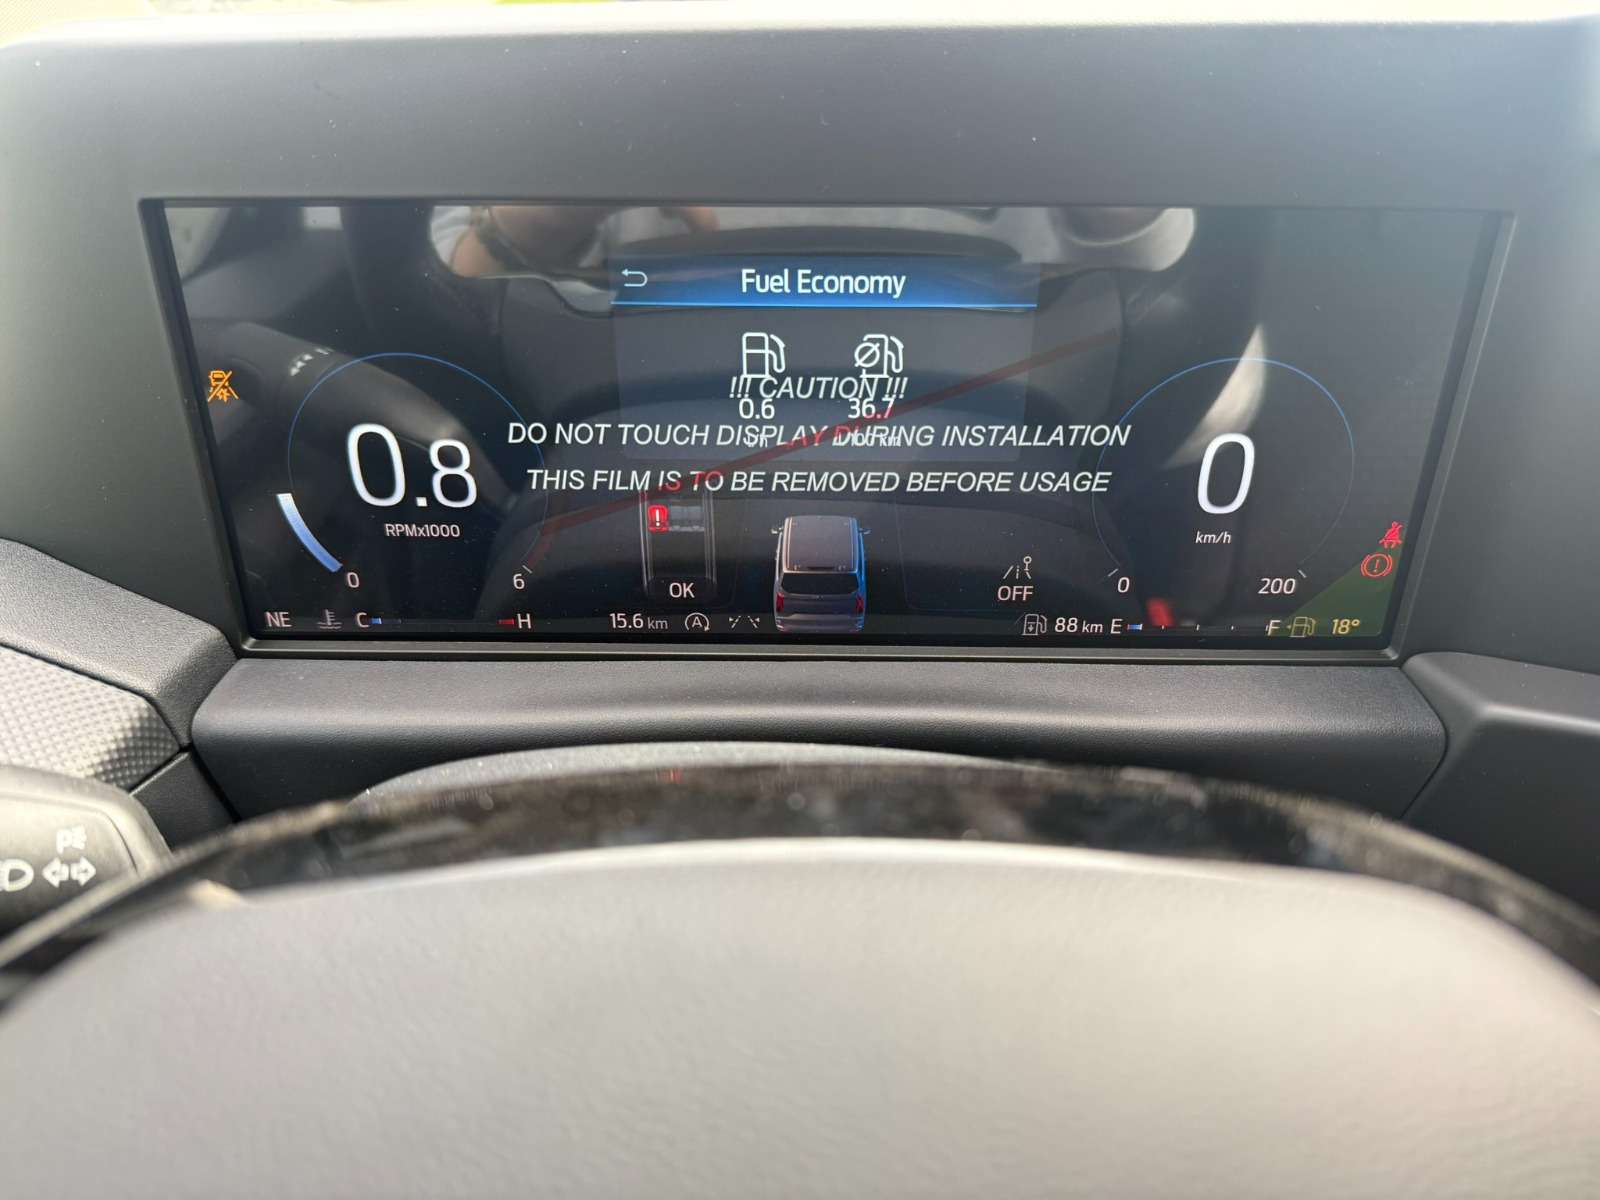 Fuel Economy
!!! CAUTION !!!
0.6 36.7
l/h l/100 km
DO NOT TOUCH DISPLAY DURING INSTALLATION
THIS FILM IS TO BE REMOVED BEFORE USAGE
0.8
RPMx1000
0
km/h
0 6
OK
OFF
0 200
NE C H 15.6 km A 88 km E F 18°